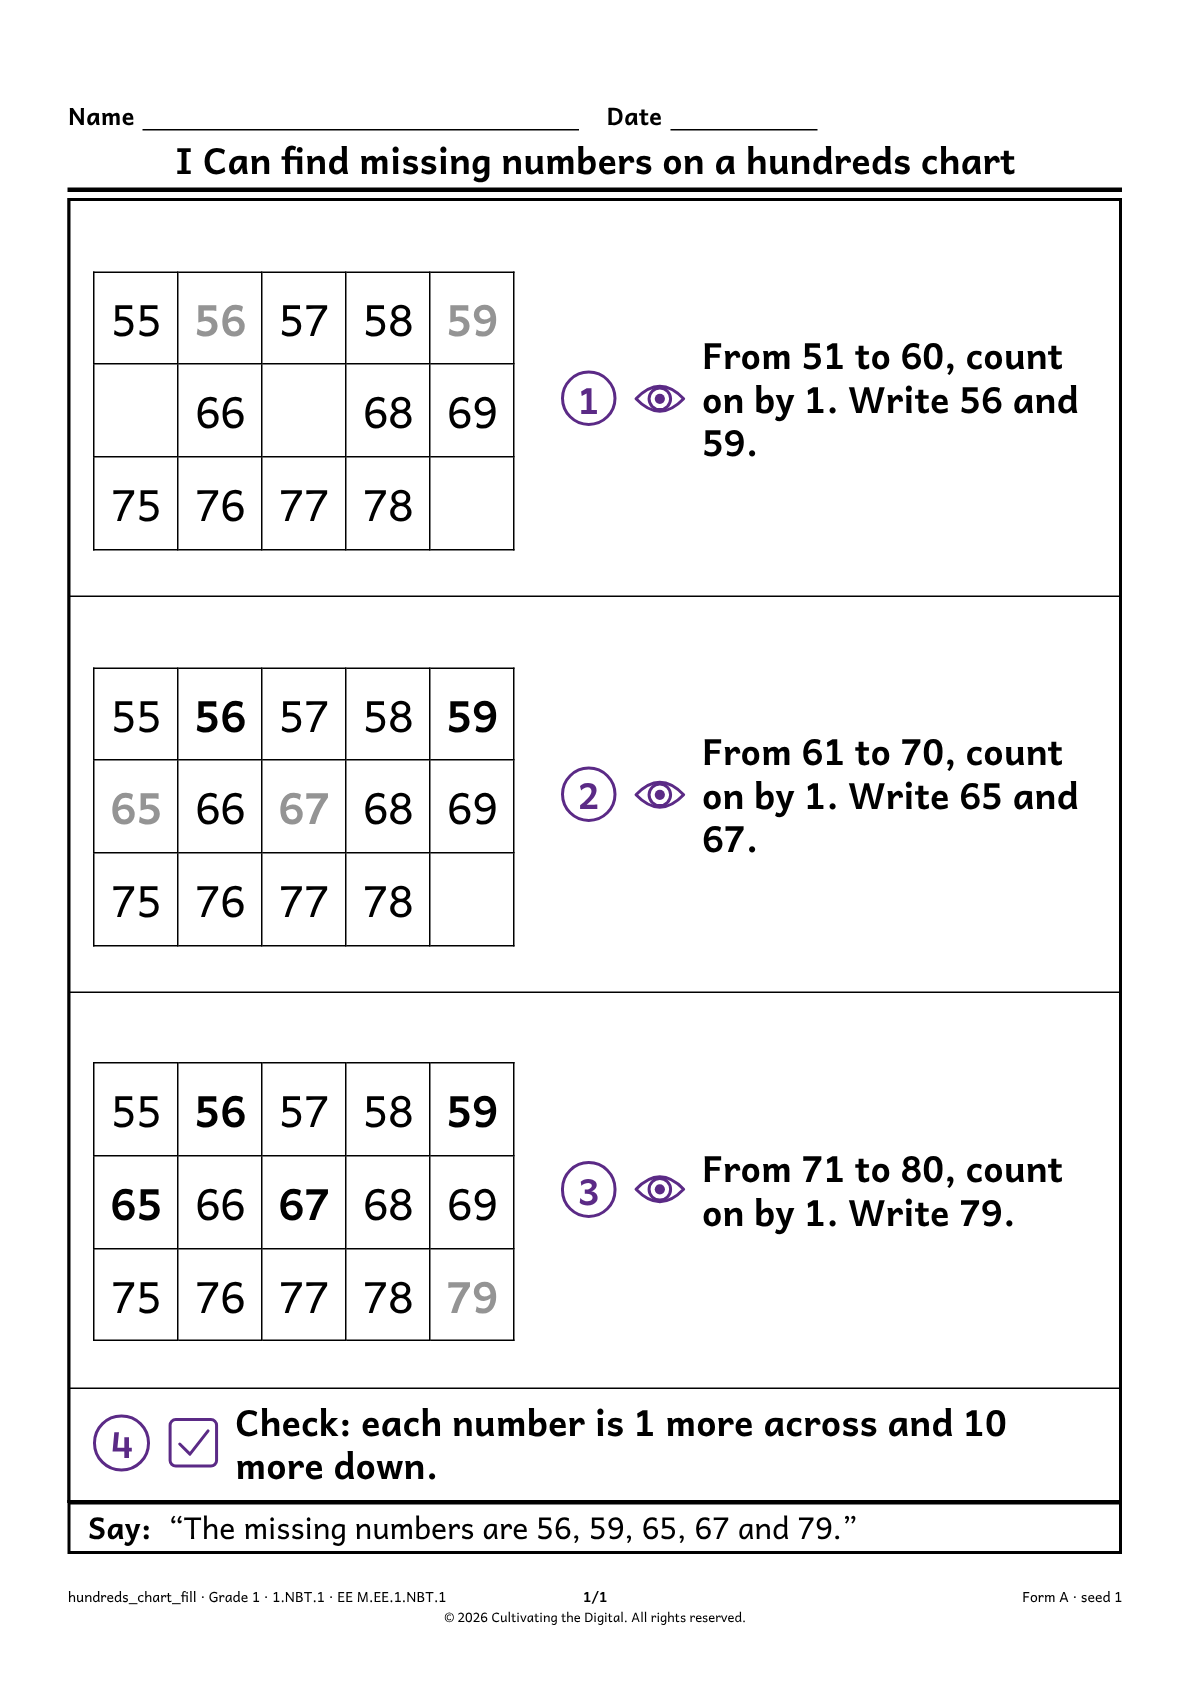 Name Date
I Can find missing numbers on a hundreds chart
55 56 57 58 59
66 68 69
75 76 77 78
1 From 51 to 60, count
on by 1. Write 56 and
59.
55 56 57 58 59
65 66 67 68 69
75 76 77 78
2 From 61 to 70, count
on by 1. Write 65 and
67.
55 56 57 58 59
65 66 67 68 69
75 76 77 78 79
3 From 71 to 80, count
on by 1. Write 79.
4 Check: each number is 1 more across and 10
more down.
Say: “The missing numbers are 56, 59, 65, 67 and 79.”
hundreds_chart_fill · Grade 1 · 1.NBT.1 · EE M.EE.1.NBT.1 1/1 Form A · seed 1
© 2026 Cultivating the Digital. All rights reserved.